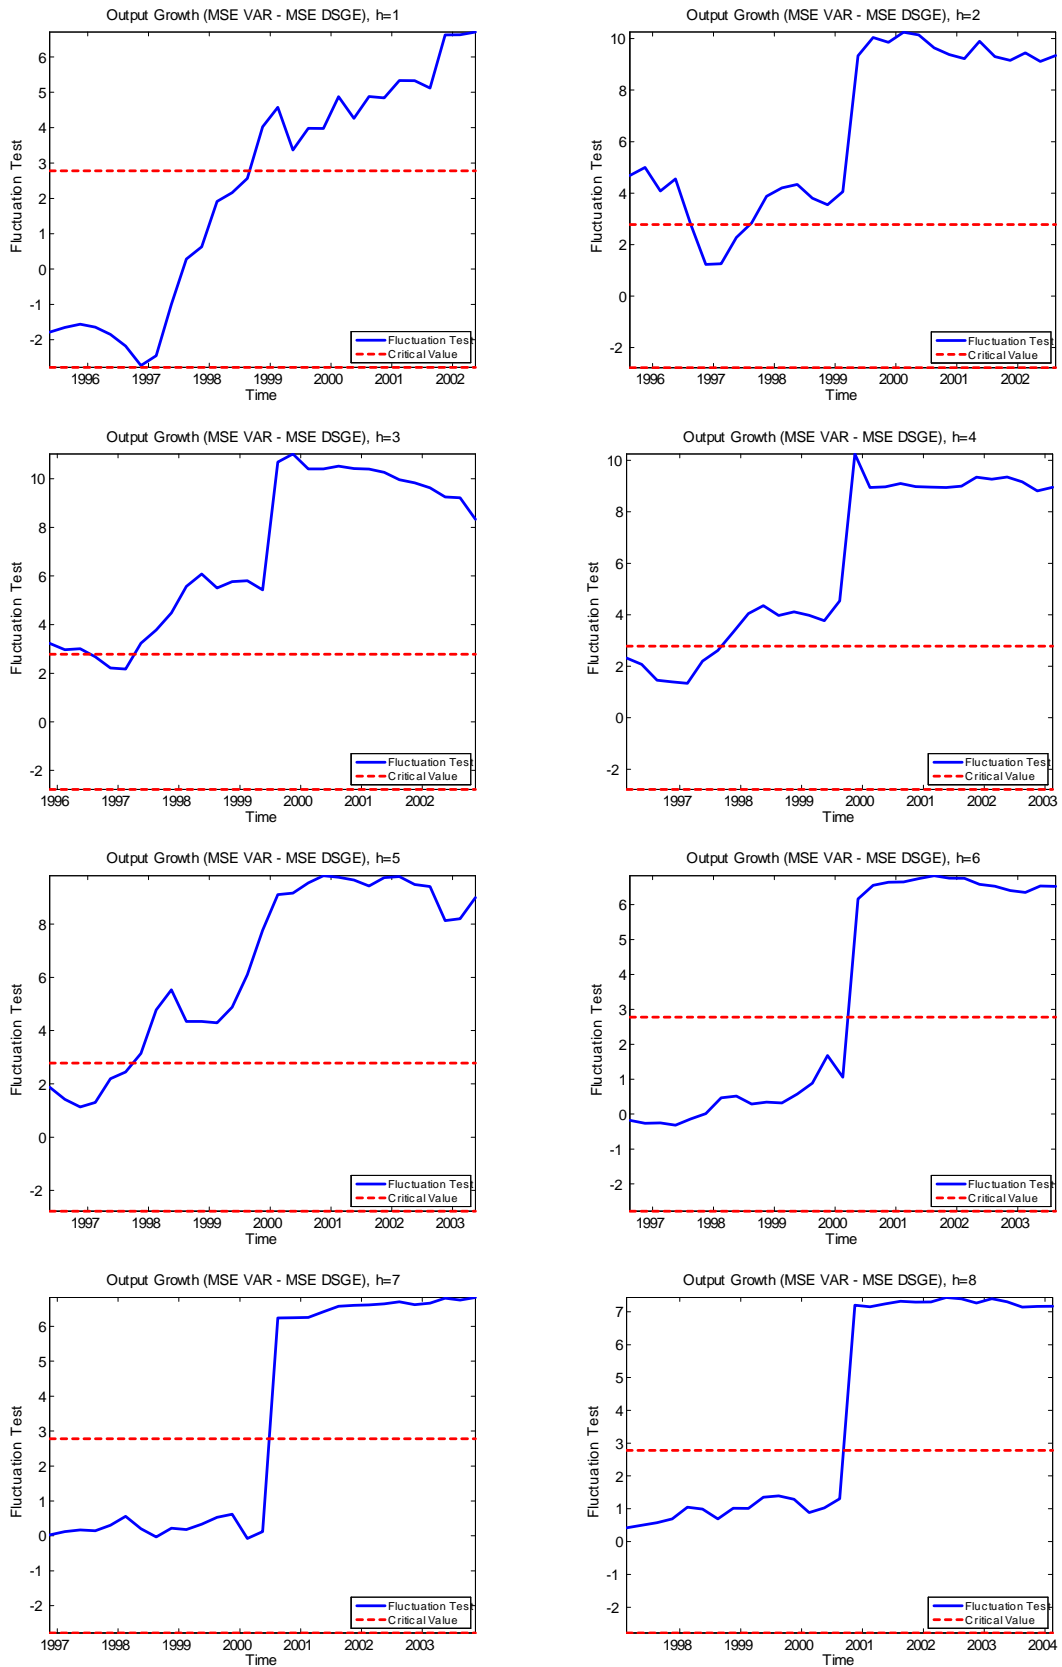 Output Growth (MSE VAR - MSE DSGE), h=1
Fluctuation Test
6
5
4
3
2
1
0
-1
-2
Fluctuation Test
Critical Value
1996 1997 1998 1999 2000 2001 2002
Time
Output Growth (MSE VAR - MSE DSGE), h=2
Fluctuation Test
10
8
6
4
2
0
-2
Fluctuation Test
Critical Value
1996 1997 1998 1999 2000 2001 2002
Time
Output Growth (MSE VAR - MSE DSGE), h=3
Fluctuation Test
10
8
6
4
2
0
-2
Fluctuation Test
Critical Value
1996 1997 1998 1999 2000 2001 2002
Time
Output Growth (MSE VAR - MSE DSGE), h=4
Fluctuation Test
10
8
6
4
2
0
-2
Fluctuation Test
Critical Value
1997 1998 1999 2000 2001 2002 2003
Time
Output Growth (MSE VAR - MSE DSGE), h=5
Fluctuation Test
8
6
4
2
0
-2
Fluctuation Test
Critical Value
1997 1998 1999 2000 2001 2002 2003
Time
Output Growth (MSE VAR - MSE DSGE), h=6
Fluctuation Test
6
5
4
3
2
1
0
-1
-2
Fluctuation Test
Critical Value
1997 1998 1999 2000 2001 2002 2003
Time
Output Growth (MSE VAR - MSE DSGE), h=7
Fluctuation Test
6
5
4
3
2
1
0
-1
-2
Fluctuation Test
Critical Value
1997 1998 1999 2000 2001 2002 2003
Time
Output Growth (MSE VAR - MSE DSGE), h=8
Fluctuation Test
7
6
5
4
3
2
1
0
-1
-2
Fluctuation Test
Critical Value
1998 1999 2000 2001 2002 2003 2004
Time